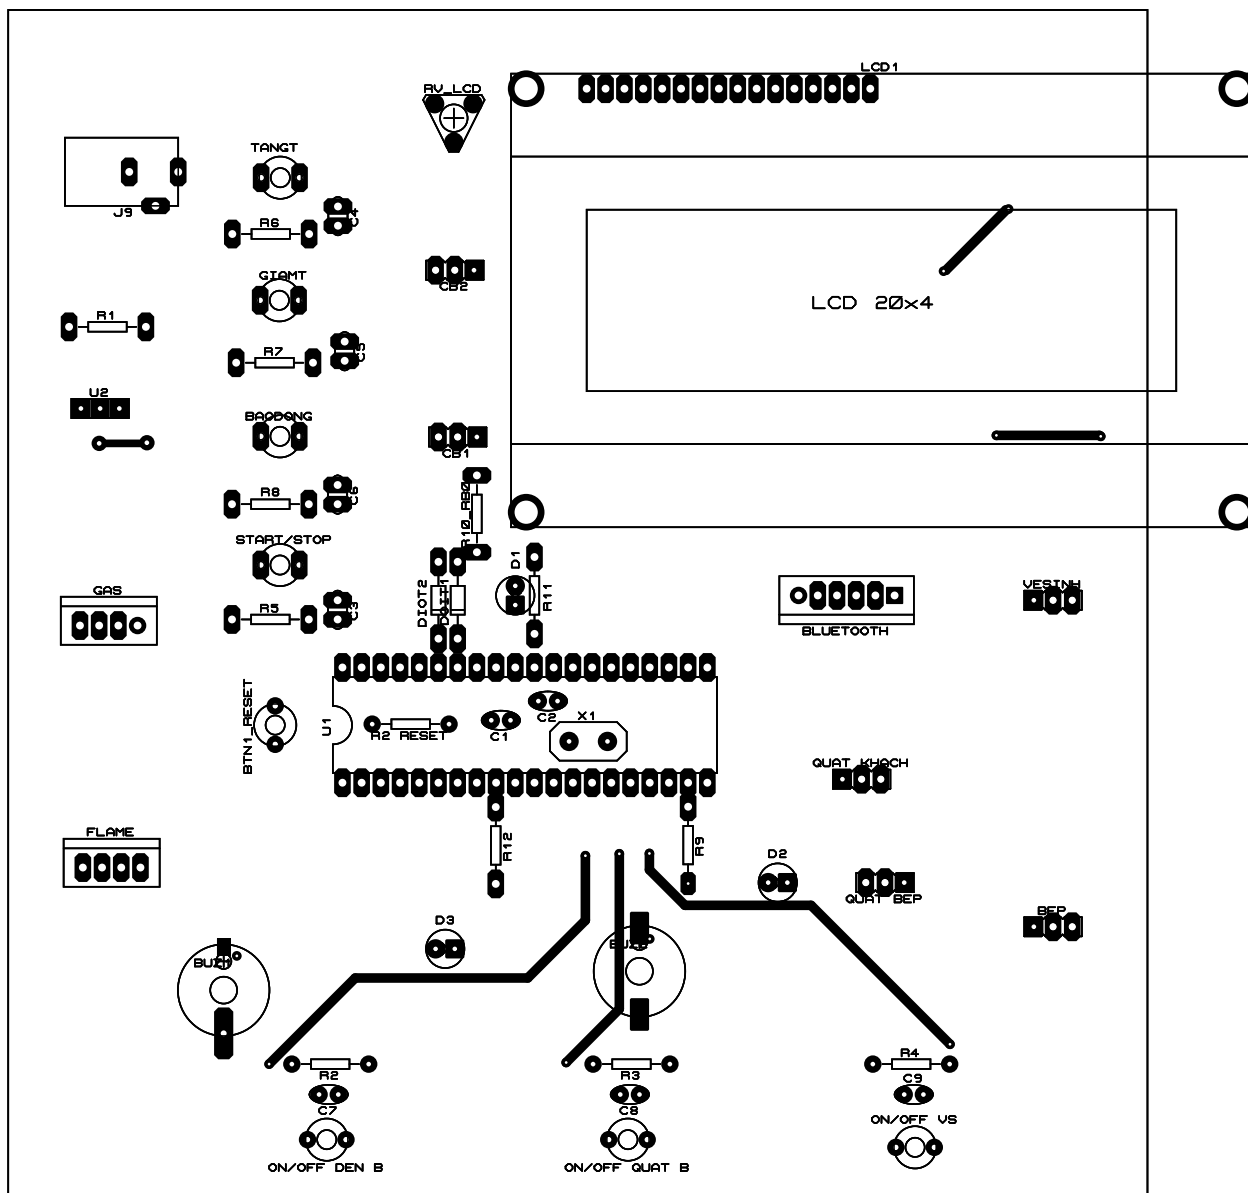 LCD1
RV_LCD
TANGT
J9
R6
C4
GIAMT
CB2
LCD 20x4
R1
R7
C5
U2
BAODONG
CB1
R8
C6
R10_RB0
START/STOP
D1
GAS
DIOT2
R11
VESINH
R5
C3
BLUETOOTH
BTN1_RESET
U1
R2 RESET
C1
C2
X1
QUAT KHACH
FLAME
R12
R9
D2
QUAT BEP
BEP
D3
R2
R3
R4
C7
C8
C9
ON/OFF VS
ON/OFF DEN B
ON/OFF QUAT B